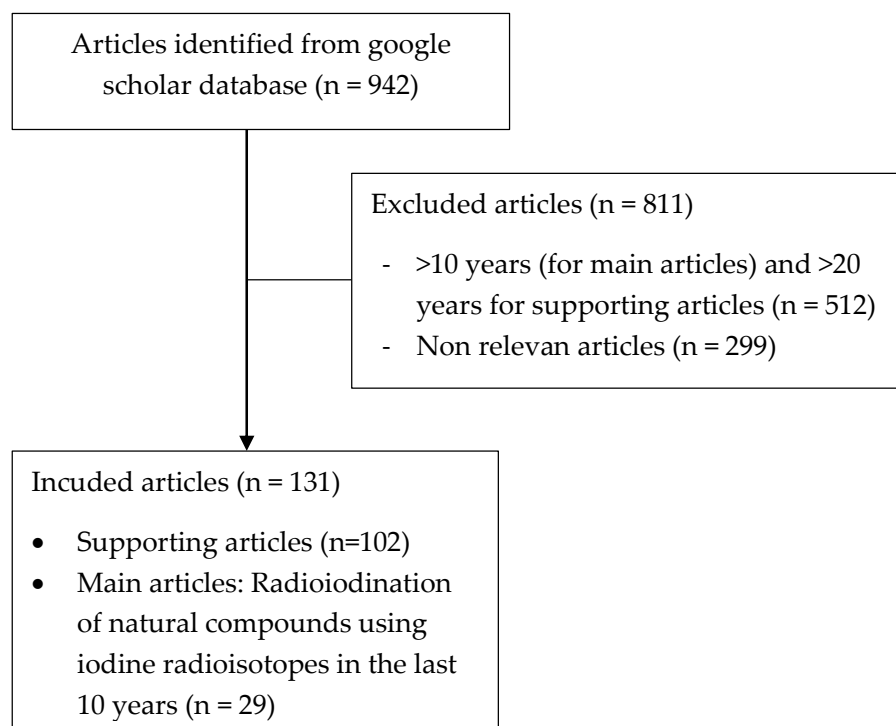 Articles identified from google
scholar database (n = 942)
Excluded articles (n = 811)
- >10 years (for main articles) and >20
years for supporting articles (n = 512)
- Non relevan articles (n = 299)
Incuded articles (n = 131)
• Supporting articles (n=102)
• Main articles: Radioiodination
of natural compounds using
iodine radioisotopes in the last
10 years (n = 29)